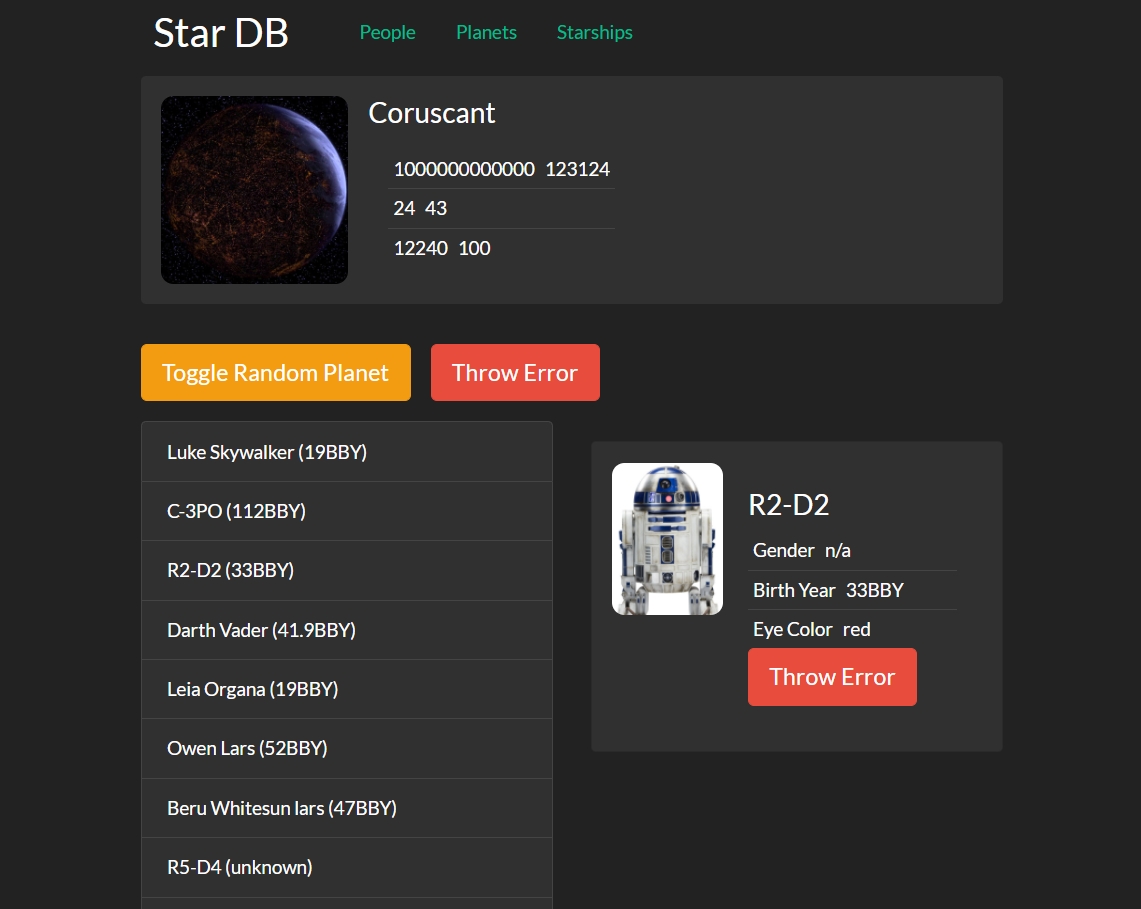 Star DB People Planets Starships
Coruscant
1000000000000 123124
24 43
12240 100
Toggle Random Planet Throw Error
Luke Skywalker (19BBY)
C-3PO (112BBY)
R2-D2 (33BBY)
Darth Vader (41.9BBY)
Leia Organa (19BBY)
Owen Lars (52BBY)
Beru Whitesun lars (47BBY)
R5-D4 (unknown)
R2-D2
Gender n/a
Birth Year 33BBY
Eye Color red
Throw Error